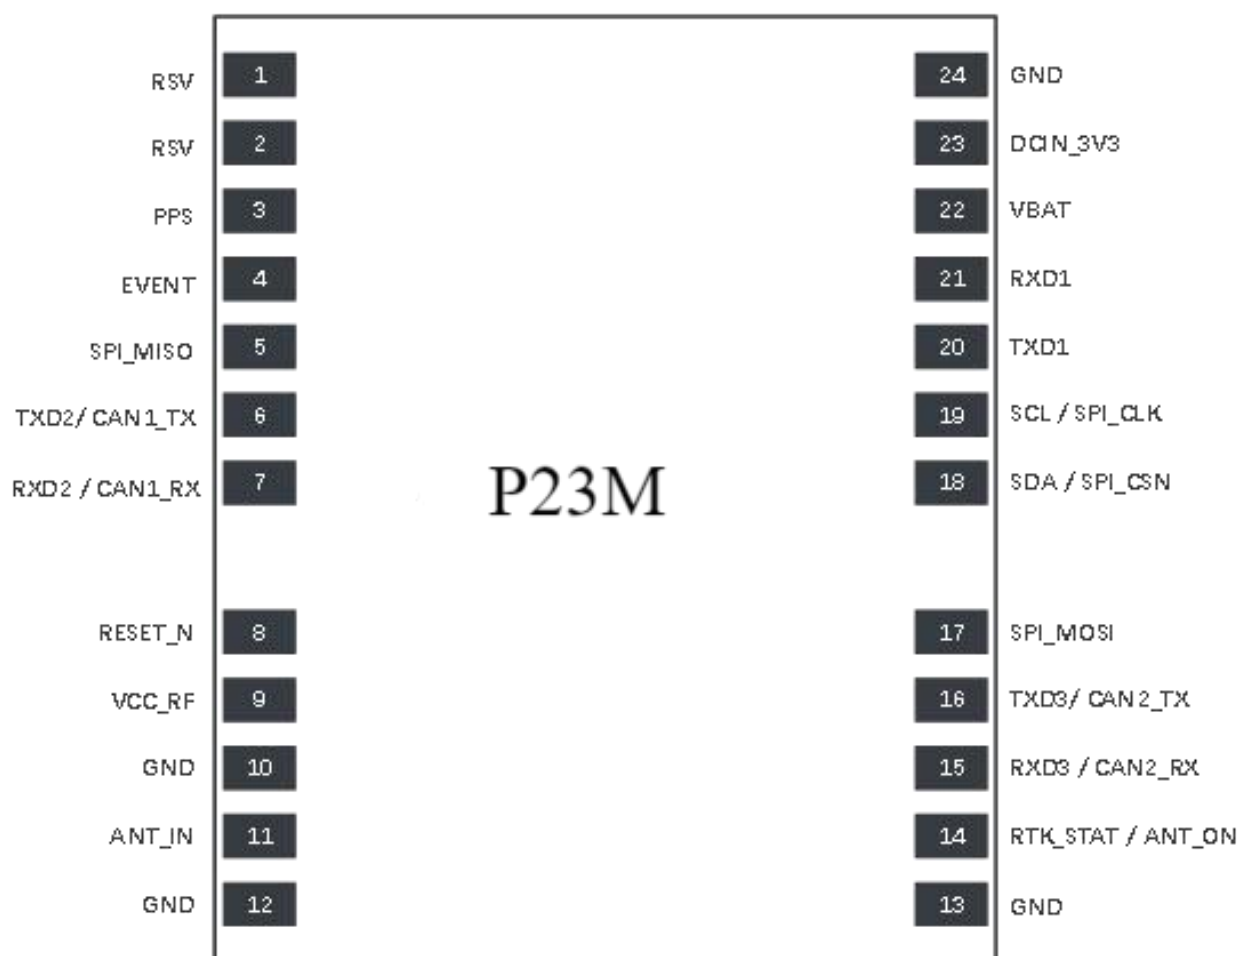 RSV 1 24 GND
RSV 2 23 DCIN_3V3
PPS 3 22 VBAT
EVENT 4 21 RXD1
SPI_MISO 5 20 TXD1
TXD2/ CAN1_TX 6 19 SCL / SPI_CLK
RXD2 / CAN1_RX 7 18 SDA / SPI_CSN
P23M
RESET_N 8 17 SPI_MOSI
VCC_RF 9 16 TXD3/ CAN2_TX
GND 10 15 RXD3 / CAN2_RX
ANT_IN 11 14 RTK_STAT / ANT_ON
GND 12 13 GND